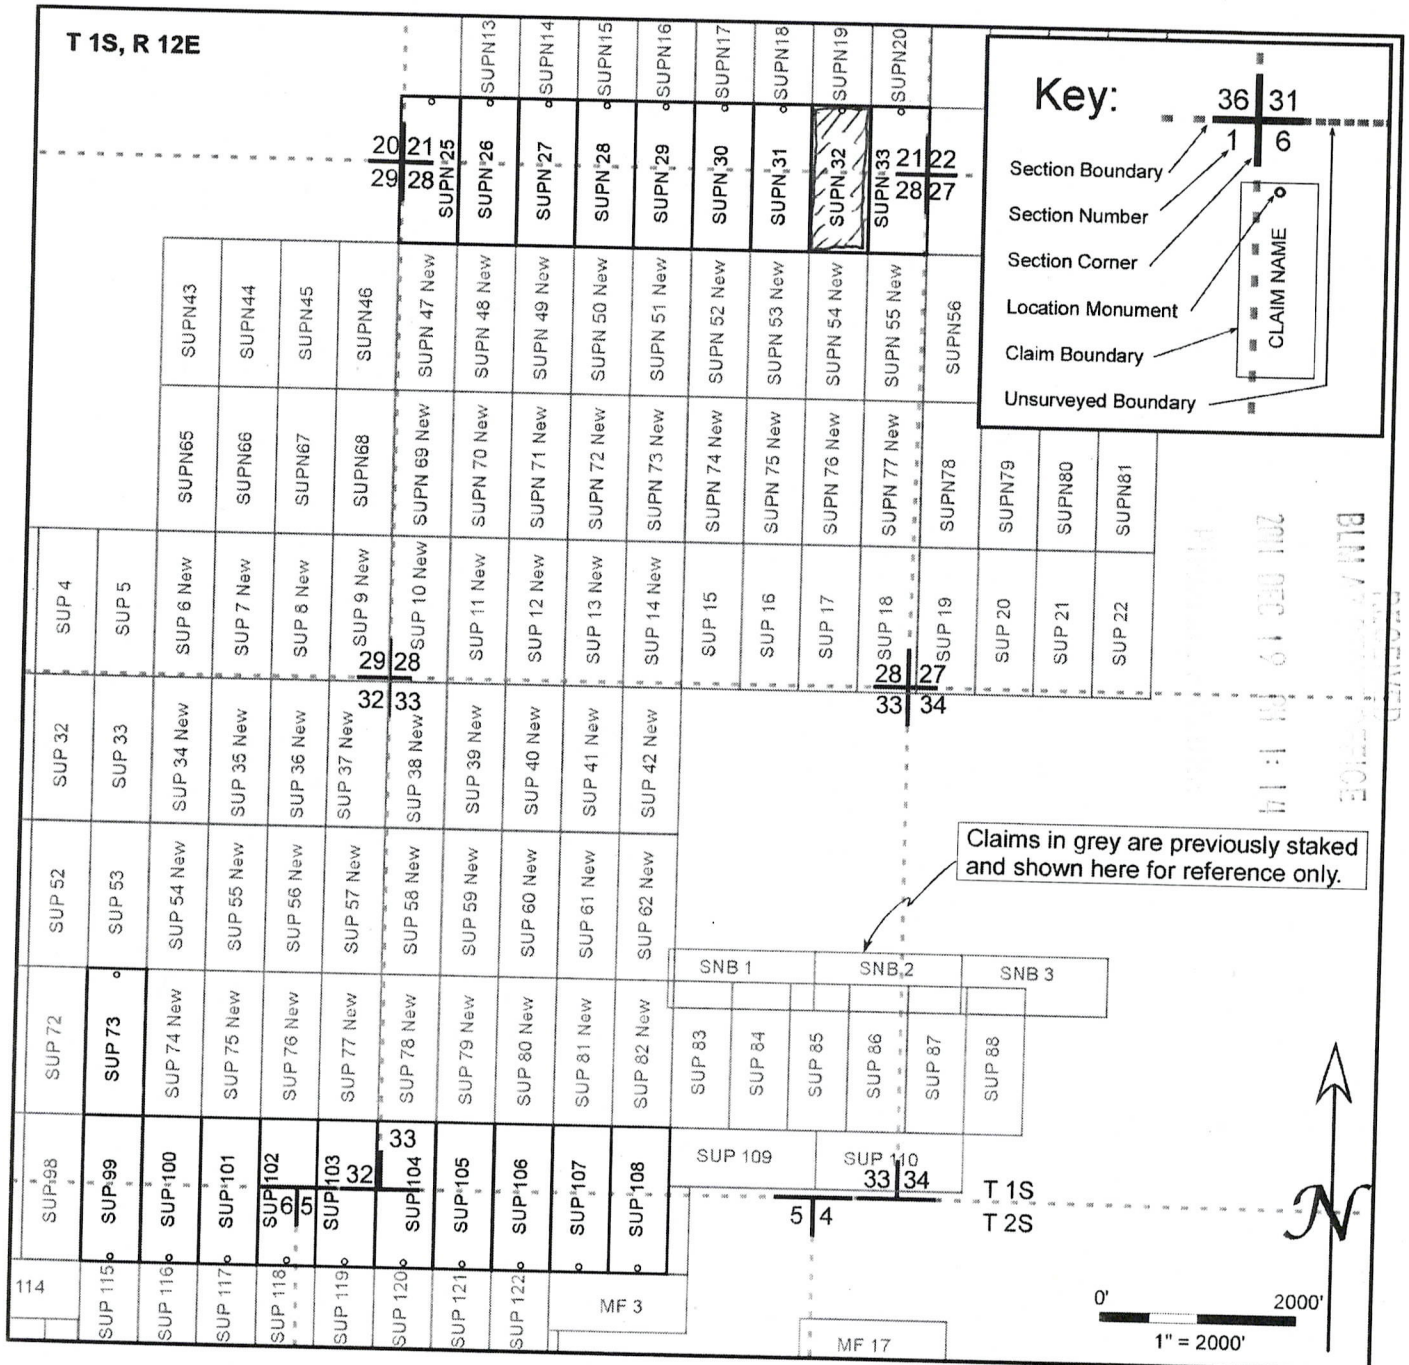 T 1S, R 12E
SUPN13
SUPN14
SUPN15
SUPN16
SUPN17
SUPN18
SUPN19
SUPN20
Key:
36 31
1 6
Section Boundary
Section Number
Section Corner
Location Monument
Claim Boundary
Unsurveyed Boundary
CLAIM NAME
20 21
29 28
SUPN 25
SUPN 26
SUPN 27
SUPN 28
SUPN 29
SUPN 30
SUPN 31
SUPN 32
SUPN 33
21 22
28 27
SUPN43
SUPN44
SUPN45
SUPN46
SUPN 47 New
SUPN 48 New
SUPN 49 New
SUPN 50 New
SUPN 51 New
SUPN 52 New
SUPN 53 New
SUPN 54 New
SUPN 55 New
SUPN56
SUPN65
SUPN66
SUPN67
SUPN68
SUPN 69 New
SUPN 70 New
SUPN 71 New
SUPN 72 New
SUPN 73 New
SUPN 74 New
SUPN 75 New
SUPN 76 New
SUPN 77 New
SUPN78
SUPN79
SUPN80
SUPN81
SUP 4
SUP 5
SUP 6 New
SUP 7 New
SUP 8 New
SUP 9 New
SUP 10 New
SUP 11 New
SUP 12 New
SUP 13 New
SUP 14 New
SUP 15
SUP 16
SUP 17
SUP 18
SUP 19
SUP 20
SUP 21
SUP 22
29 28
32 33
28 27
33 34
SUP 32
SUP 33
SUP 34 New
SUP 35 New
SUP 36 New
SUP 37 New
SUP 38 New
SUP 39 New
SUP 40 New
SUP 41 New
SUP 42 New
Claims in grey are previously staked
and shown here for reference only.
SUP 52
SUP 53
SUP 54 New
SUP 55 New
SUP 56 New
SUP 57 New
SUP 58 New
SUP 59 New
SUP 60 New
SUP 61 New
SUP 62 New
SNB 1
SNB 2
SNB 3
SUP 72
SUP 73
SUP 74 New
SUP 75 New
SUP 76 New
SUP 77 New
SUP 78 New
SUP 79 New
SUP 80 New
SUP 81 New
SUP 82 New
SUP 83
SUP 84
SUP 85
SUP 86
SUP 87
SUP 88
SUP 98
SUP 99
SUP 100
SUP 101
SUP 102
SUP 103
SUP 104
SUP 105
SUP 106
SUP 107
SUP 108
SUP 109
SUP 110
32 33
6 5
33 34
5 4
T 1S
T 2S
114
SUP 115
SUP 116
SUP 117
SUP 118
SUP 119
SUP 120
SUP 121
SUP 122
MF 3
MF 17
N
0' 2000'
1" = 2000'